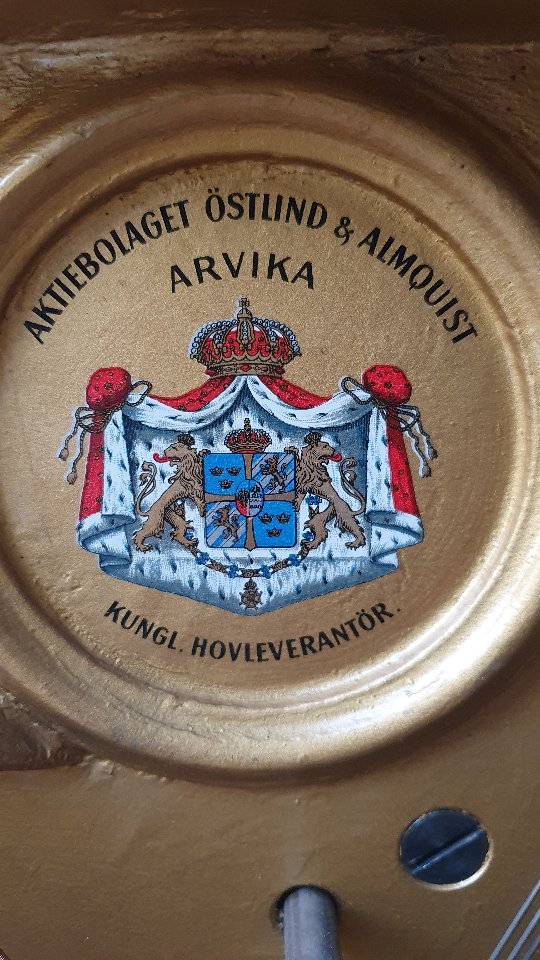 AKTIEBOLAGET ÖSTLIND & ALMQUIST
ARVIKA
KUNGL. HOVLEVERANTÖR.